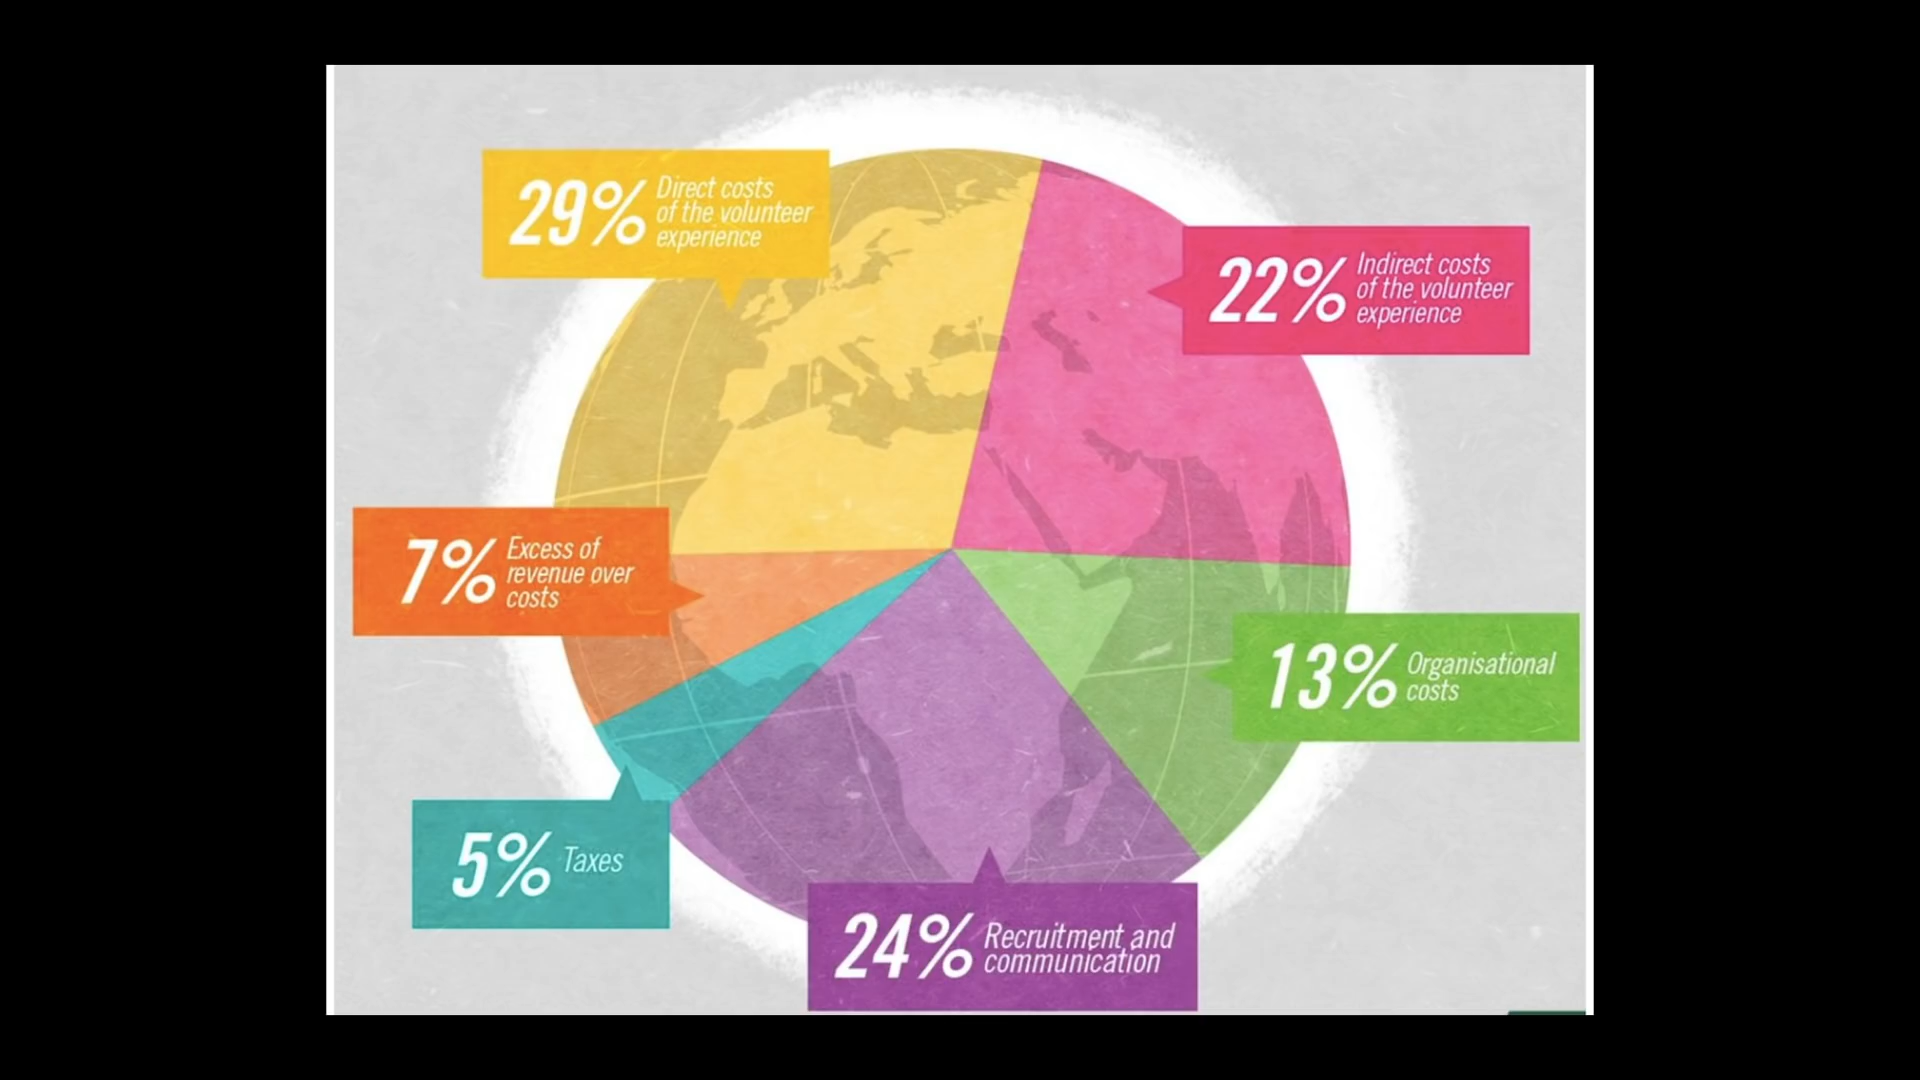 29% Direct costs
of the volunteer
experience
22% Indirect costs
of the volunteer
experience
7% Excess of
revenue over
costs
13% Organisational
costs
5% Taxes
24% Recruitment and
communication